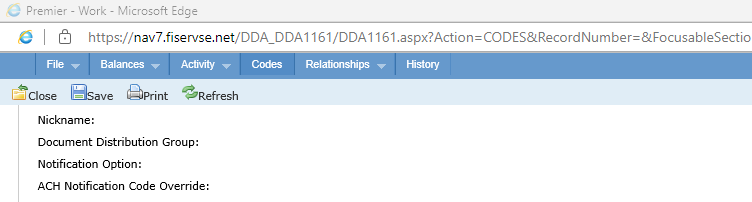 Premier - Work - Microsoft Edge
https://nav7.fiservse.net/DDA_DDA1161/DDA1161.aspx?Action=CODES&RecordNumber=&FocusableSectio
File Balances Activity Codes Relationships History
Close Save Print Refresh
Nickname:
Document Distribution Group:
Notification Option:
ACH Notification Code Override: